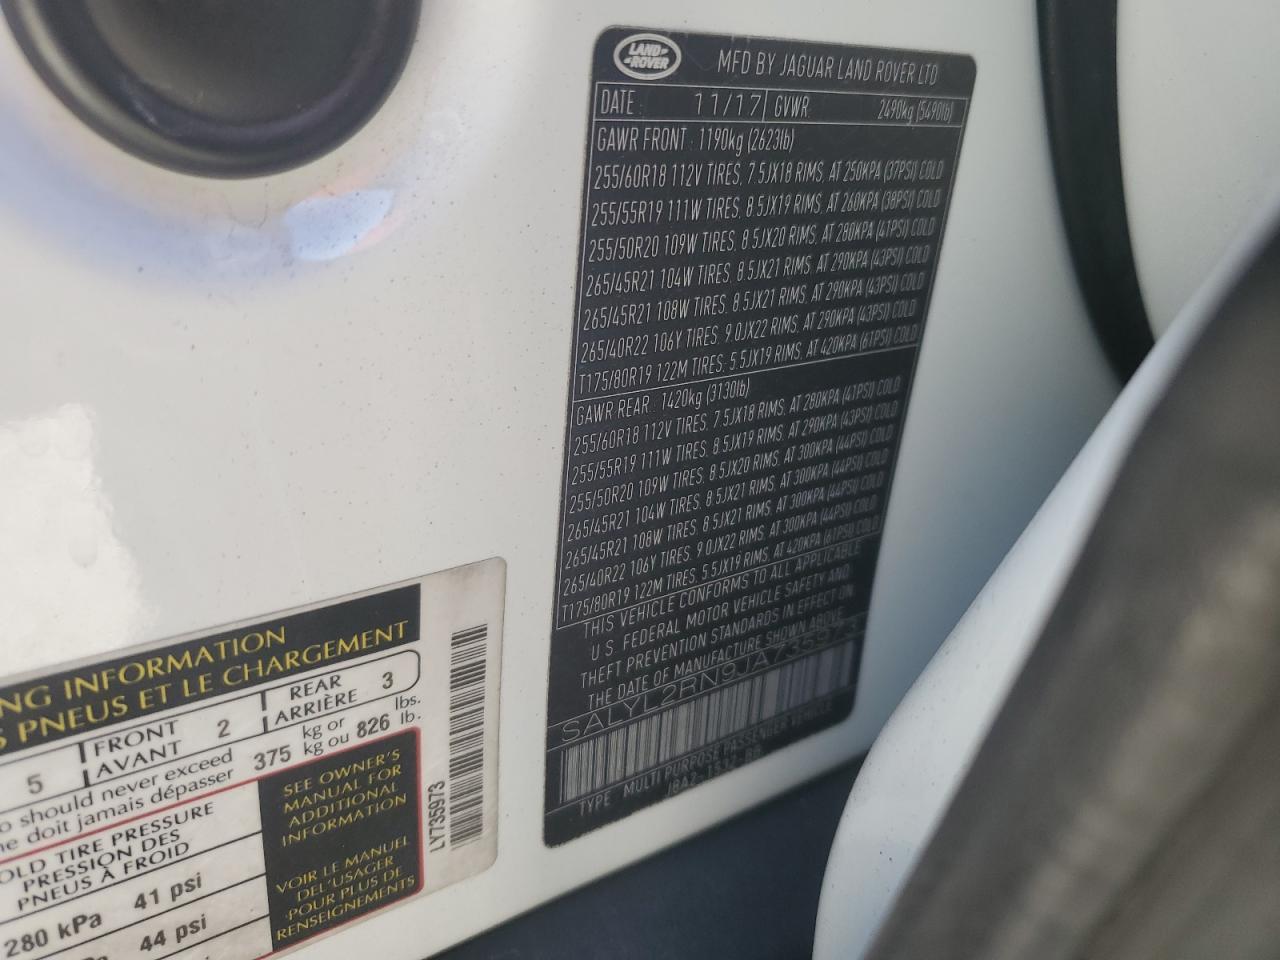 LAND-
-ROVER
MFD BY JAGUAR LAND ROVER LTD
DATE : 11/17 GVWR: 2490kg (5490lb)
GAWR FRONT : 1190kg (2623lb)
255/60R18 112V TIRES, 7.5JX18 RIMS, AT 250KPA (37PSI) COLD
255/55R19 111W TIRES, 8.5JX19 RIMS, AT 260KPA (38PSI) COLD
255/50R20 109W TIRES, 8.5JX20 RIMS, AT 280KPA (41PSI) COLD
265/45R21 104W TIRES, 8.5JX21 RIMS, AT 290KPA (43PSI) COLD
265/45R21 108W TIRES, 8.5JX21 RIMS, AT 290KPA (43PSI) COLD
265/40R22 106Y TIRES, 9.0JX22 RIMS, AT 290KPA (43PSI) COLD
T175/80R19 122M TIRES, 5.5JX19 RIMS, AT 420KPA (61PSI) COLD
GAWR REAR : 1420kg (3130lb)
255/60R18 112V TIRES, 7.5JX18 RIMS, AT 280KPA (41PSI) COLD
255/55R19 111W TIRES, 8.5JX19 RIMS, AT 290KPA (43PSI) COLD
255/50R20 109W TIRES, 8.5JX20 RIMS, AT 300KPA (44PSI) COLD
265/45R21 104W TIRES, 8.5JX21 RIMS, AT 300KPA (44PSI) COLD
265/45R21 108W TIRES, 8.5JX21 RIMS, AT 300KPA (44PSI) COLD
265/40R22 106Y TIRES, 9.0JX22 RIMS, AT 300KPA (44PSI) COLD
T175/80R19 122M TIRES, 5.5JX19 RIMS, AT 420KPA (61PSI) COLD
THIS VEHICLE CONFORMS TO ALL APPLICABLE
U.S. FEDERAL MOTOR VEHICLE SAFETY AND
THEFT PREVENTION STANDARDS IN EFFECT ON
THE DATE OF MANUFACTURE SHOWN ABOVE
SALYL2RN9JA735973
TYPE: MULTI PURPOSE PASSENGER VEHICLE
NG INFORMATION
S PNEUS ET LE CHARGEMENT
5 FRONT AVANT 2 REAR ARRIÈRE 3
o should never exceed 375 kg or 826 lbs.
ne doit jamais dépasser kg ou lb.
OLD TIRE PRESSURE
PRESSION DES
PNEUS À FROID
280 kPa 41 psi
44 psi
SEE OWNER'S
MANUAL FOR
ADDITIONAL
INFORMATION
VOIR LE MANUEL
DEL'USAGER
POUR PLUS DE
RENSEIGNEMENTS
LY735973